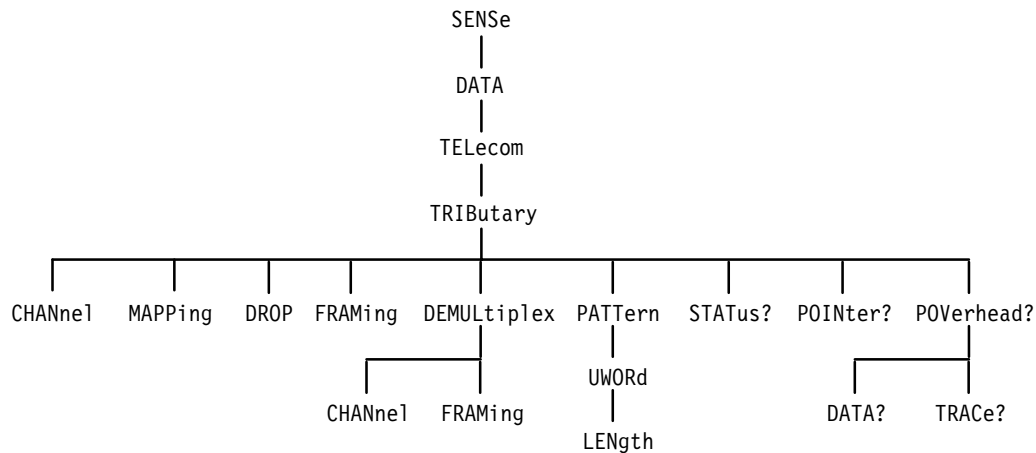 SENSe
DATA
TELecom
TRIButary
CHANnel MAPPing DROP FRAMing DEMULtiplex PATTern STATus? POINter? POVerhead?
UWORd
CHANnel FRAMing DATA? TRACe?
LENgth